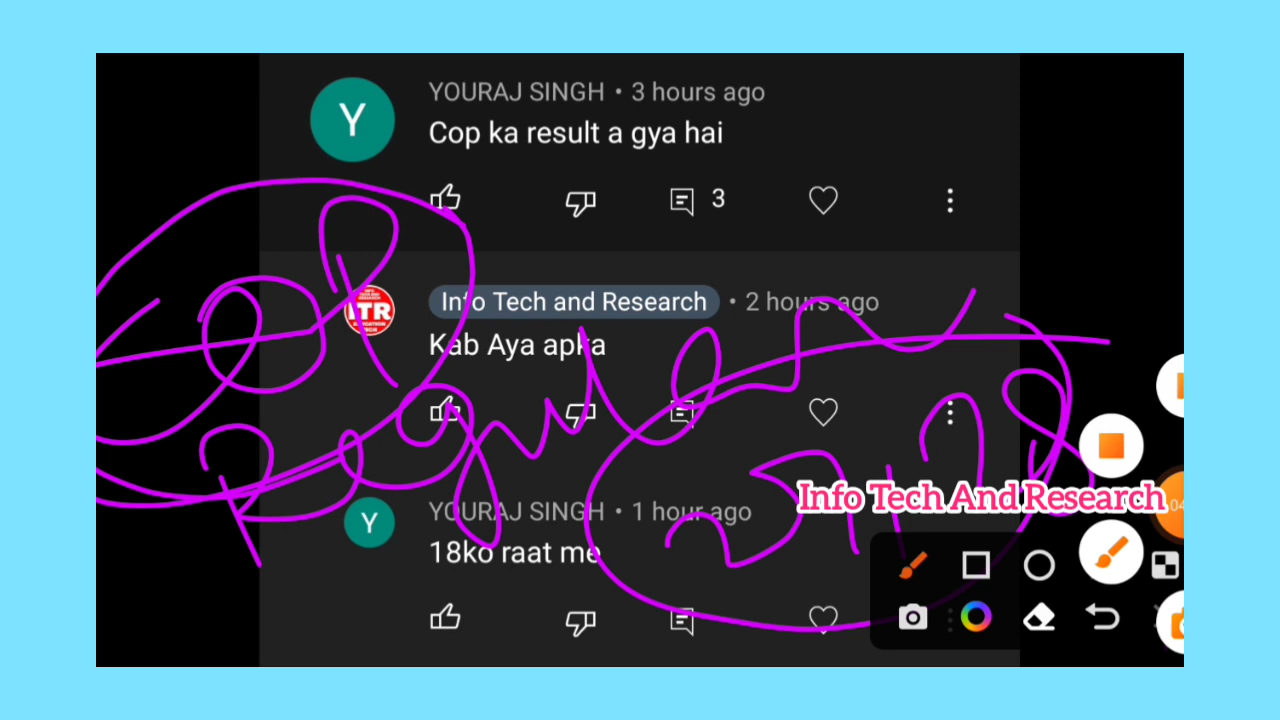 Y
YOURAJ SINGH • 3 hours ago
Cop ka result a gya hai
3
ITR
Info Tech and Research • 2 hours ago
Kab Aya apka
Info Tech And Research
Y
YOURAJ SINGH • 1 hour ago
18ko raat me